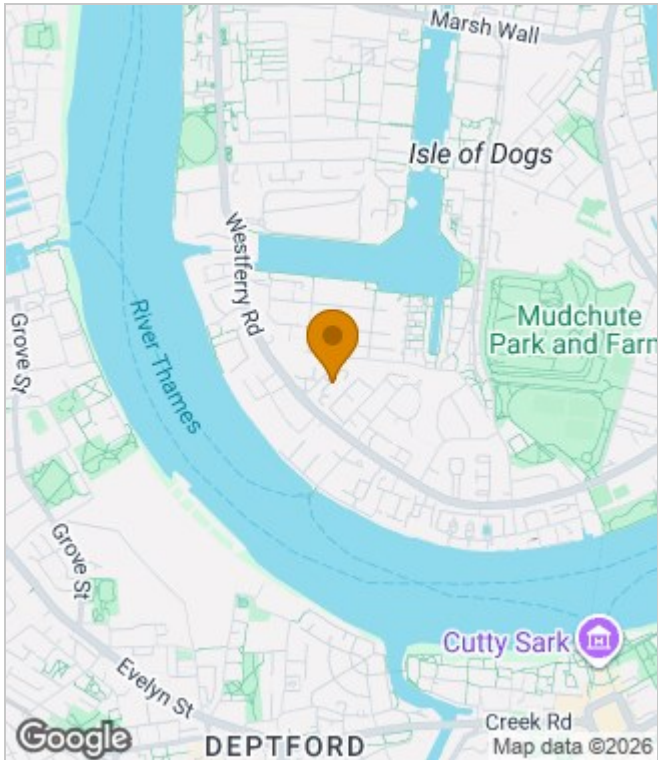 Marsh Wall
Isle of Dogs
Westferry Rd
Mudchute
Park and Farm
River Thames
Grove St
Grove St
Cutty Sark
Evelyn St
Creek Rd
DEPTFORD
Google
Map data ©2026